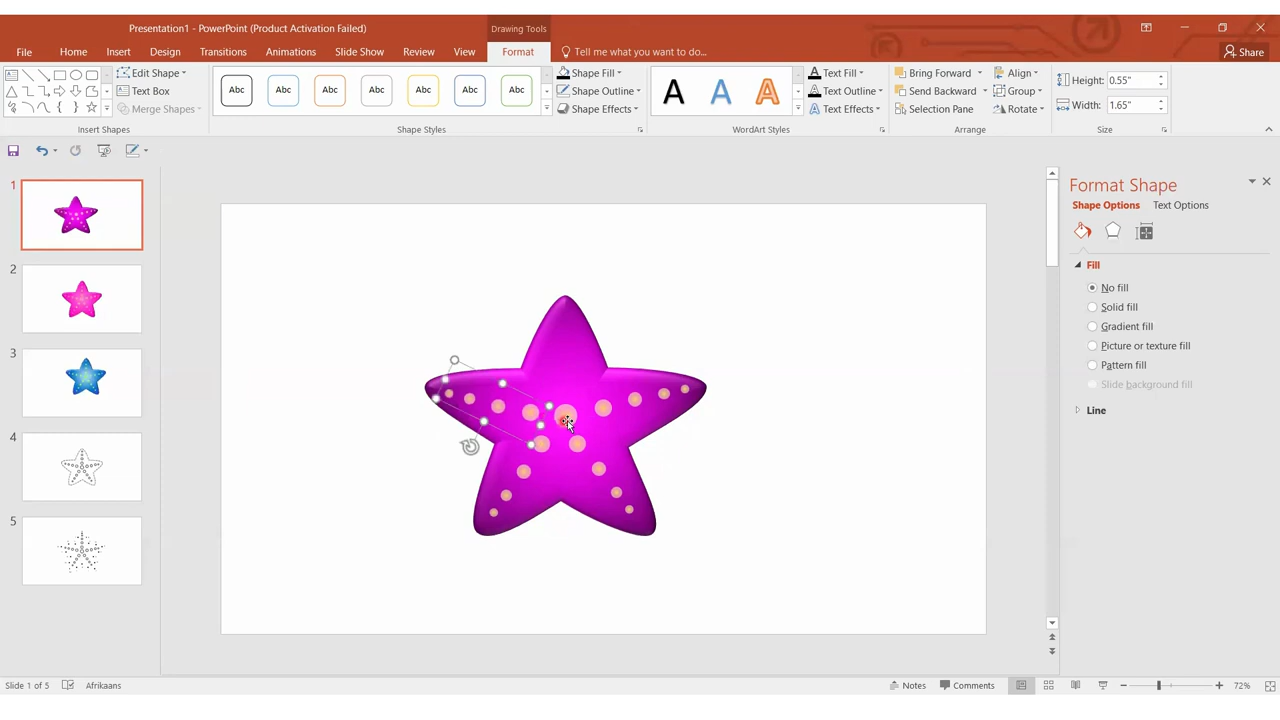 Presentation1 - PowerPoint (Product Activation Failed)
Drawing Tools
File Home Insert Design Transitions Animations Slide Show Review View Format Tell me what you want to do... Share
Edit Shape
Text Box
Merge Shapes
Insert Shapes
Abc Abc Abc Abc Abc Abc Abc
Shape Fill
Shape Outline
Shape Effects
Shape Styles
A A A
Text Fill
Text Outline
Text Effects
WordArt Styles
Bring Forward
Send Backward
Selection Pane
Align
Group
Rotate
Arrange
Height: 0.55"
Width: 1.65"
Size
1
2
3
4
5
Format Shape
Shape Options Text Options
Fill
No fill
Solid fill
Gradient fill
Picture or texture fill
Pattern fill
Slide background fill
Line
Slide 1 of 5 Afrikaans Notes Comments 72%